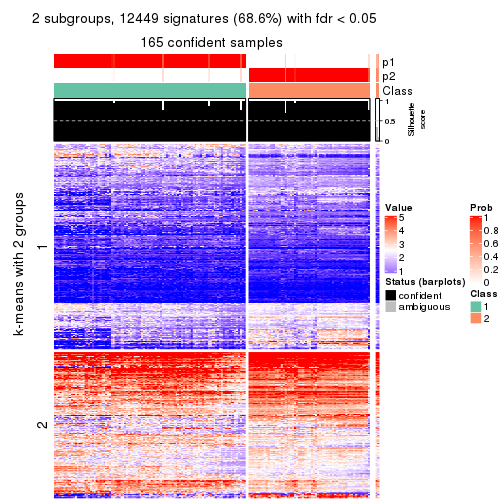 2 subgroups, 12449 signatures (68.6%) with fdr < 0.05
165 confident samples
p1
p2
Class
1
0.5
0
Silhouette
score
k-means with 2 groups
1
2
Value
5
4
3
2
1
Status (barplots)
confident
ambiguous
Prob
1
0.8
0.6
0.4
0.2
0
Class
1
2